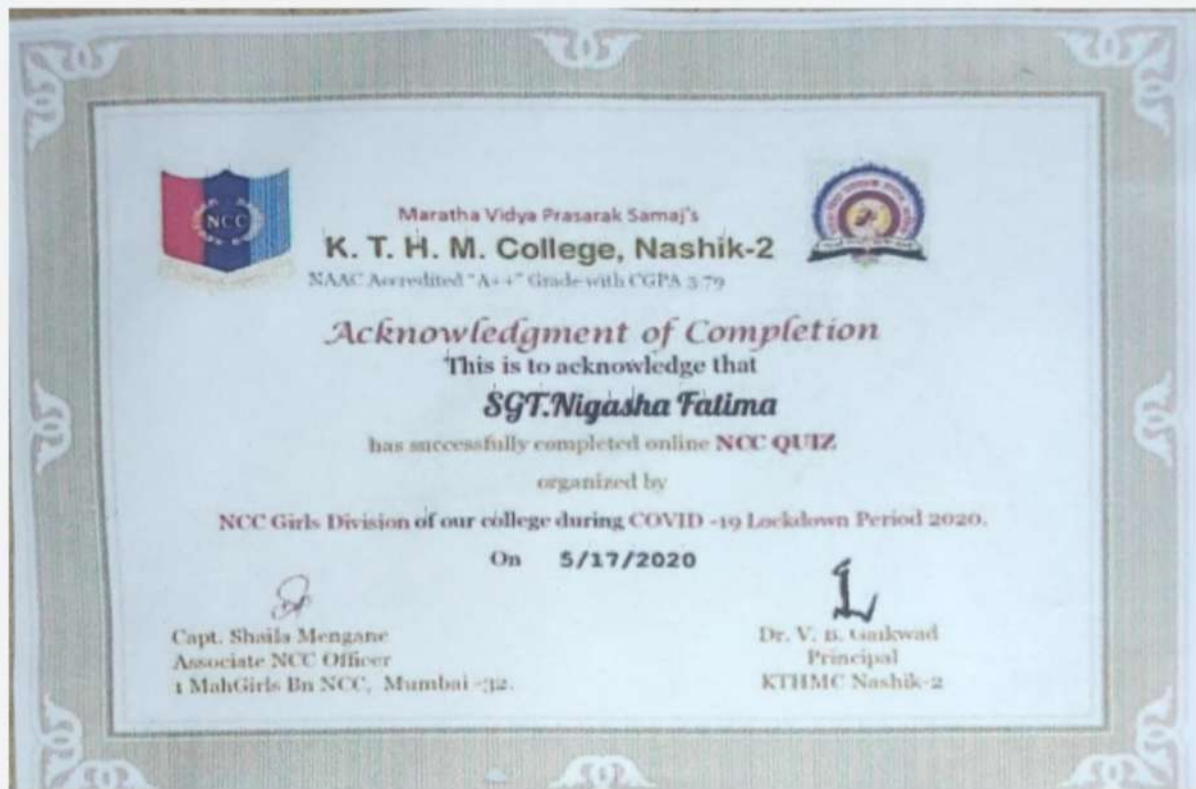 NCC
Maratha Vidya Prasarak Samaj's
K. T. H. M. College, Nashik-2
NAAC Accredited "A++" Grade with CGPA 3.79
Acknowledgment of Completion
This is to acknowledge that
SGT.Nigasha Fatima
has successfully completed online NCC QUIZ
organized by
NCC Girls Division of our college during COVID -19 Lockdown Period 2020.
On 5/17/2020
Capt. Shaila Mengane
Associate NCC Officer
1 MahGirls Bn NCC, Mumbai -32.
Dr. V. B. Gaikwad
Principal
KTHMC Nashik-2